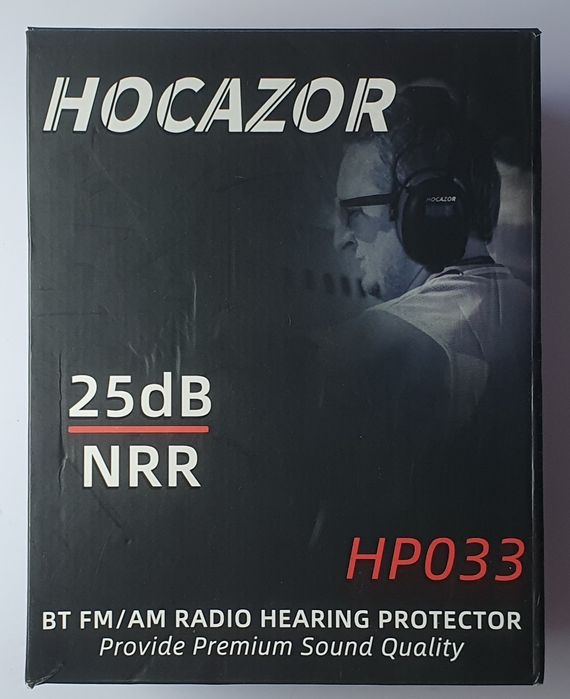 HOCAZOR
HOCAZOR
25dB
NRR
HP033
BT FM/AM RADIO HEARING PROTECTOR
Provide Premium Sound Quality